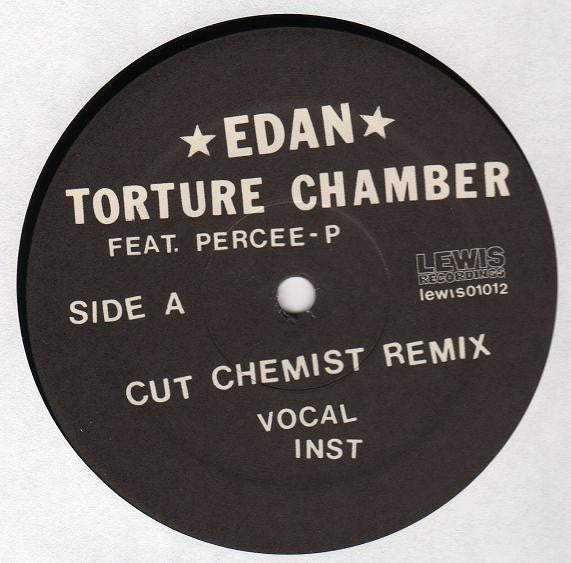 ★EDAN★
TORTURE CHAMBER
FEAT. PERCEE-P
LEWIS
RECORDINGS
lewis01012
SIDE A
CUT CHEMIST REMIX
VOCAL
INST